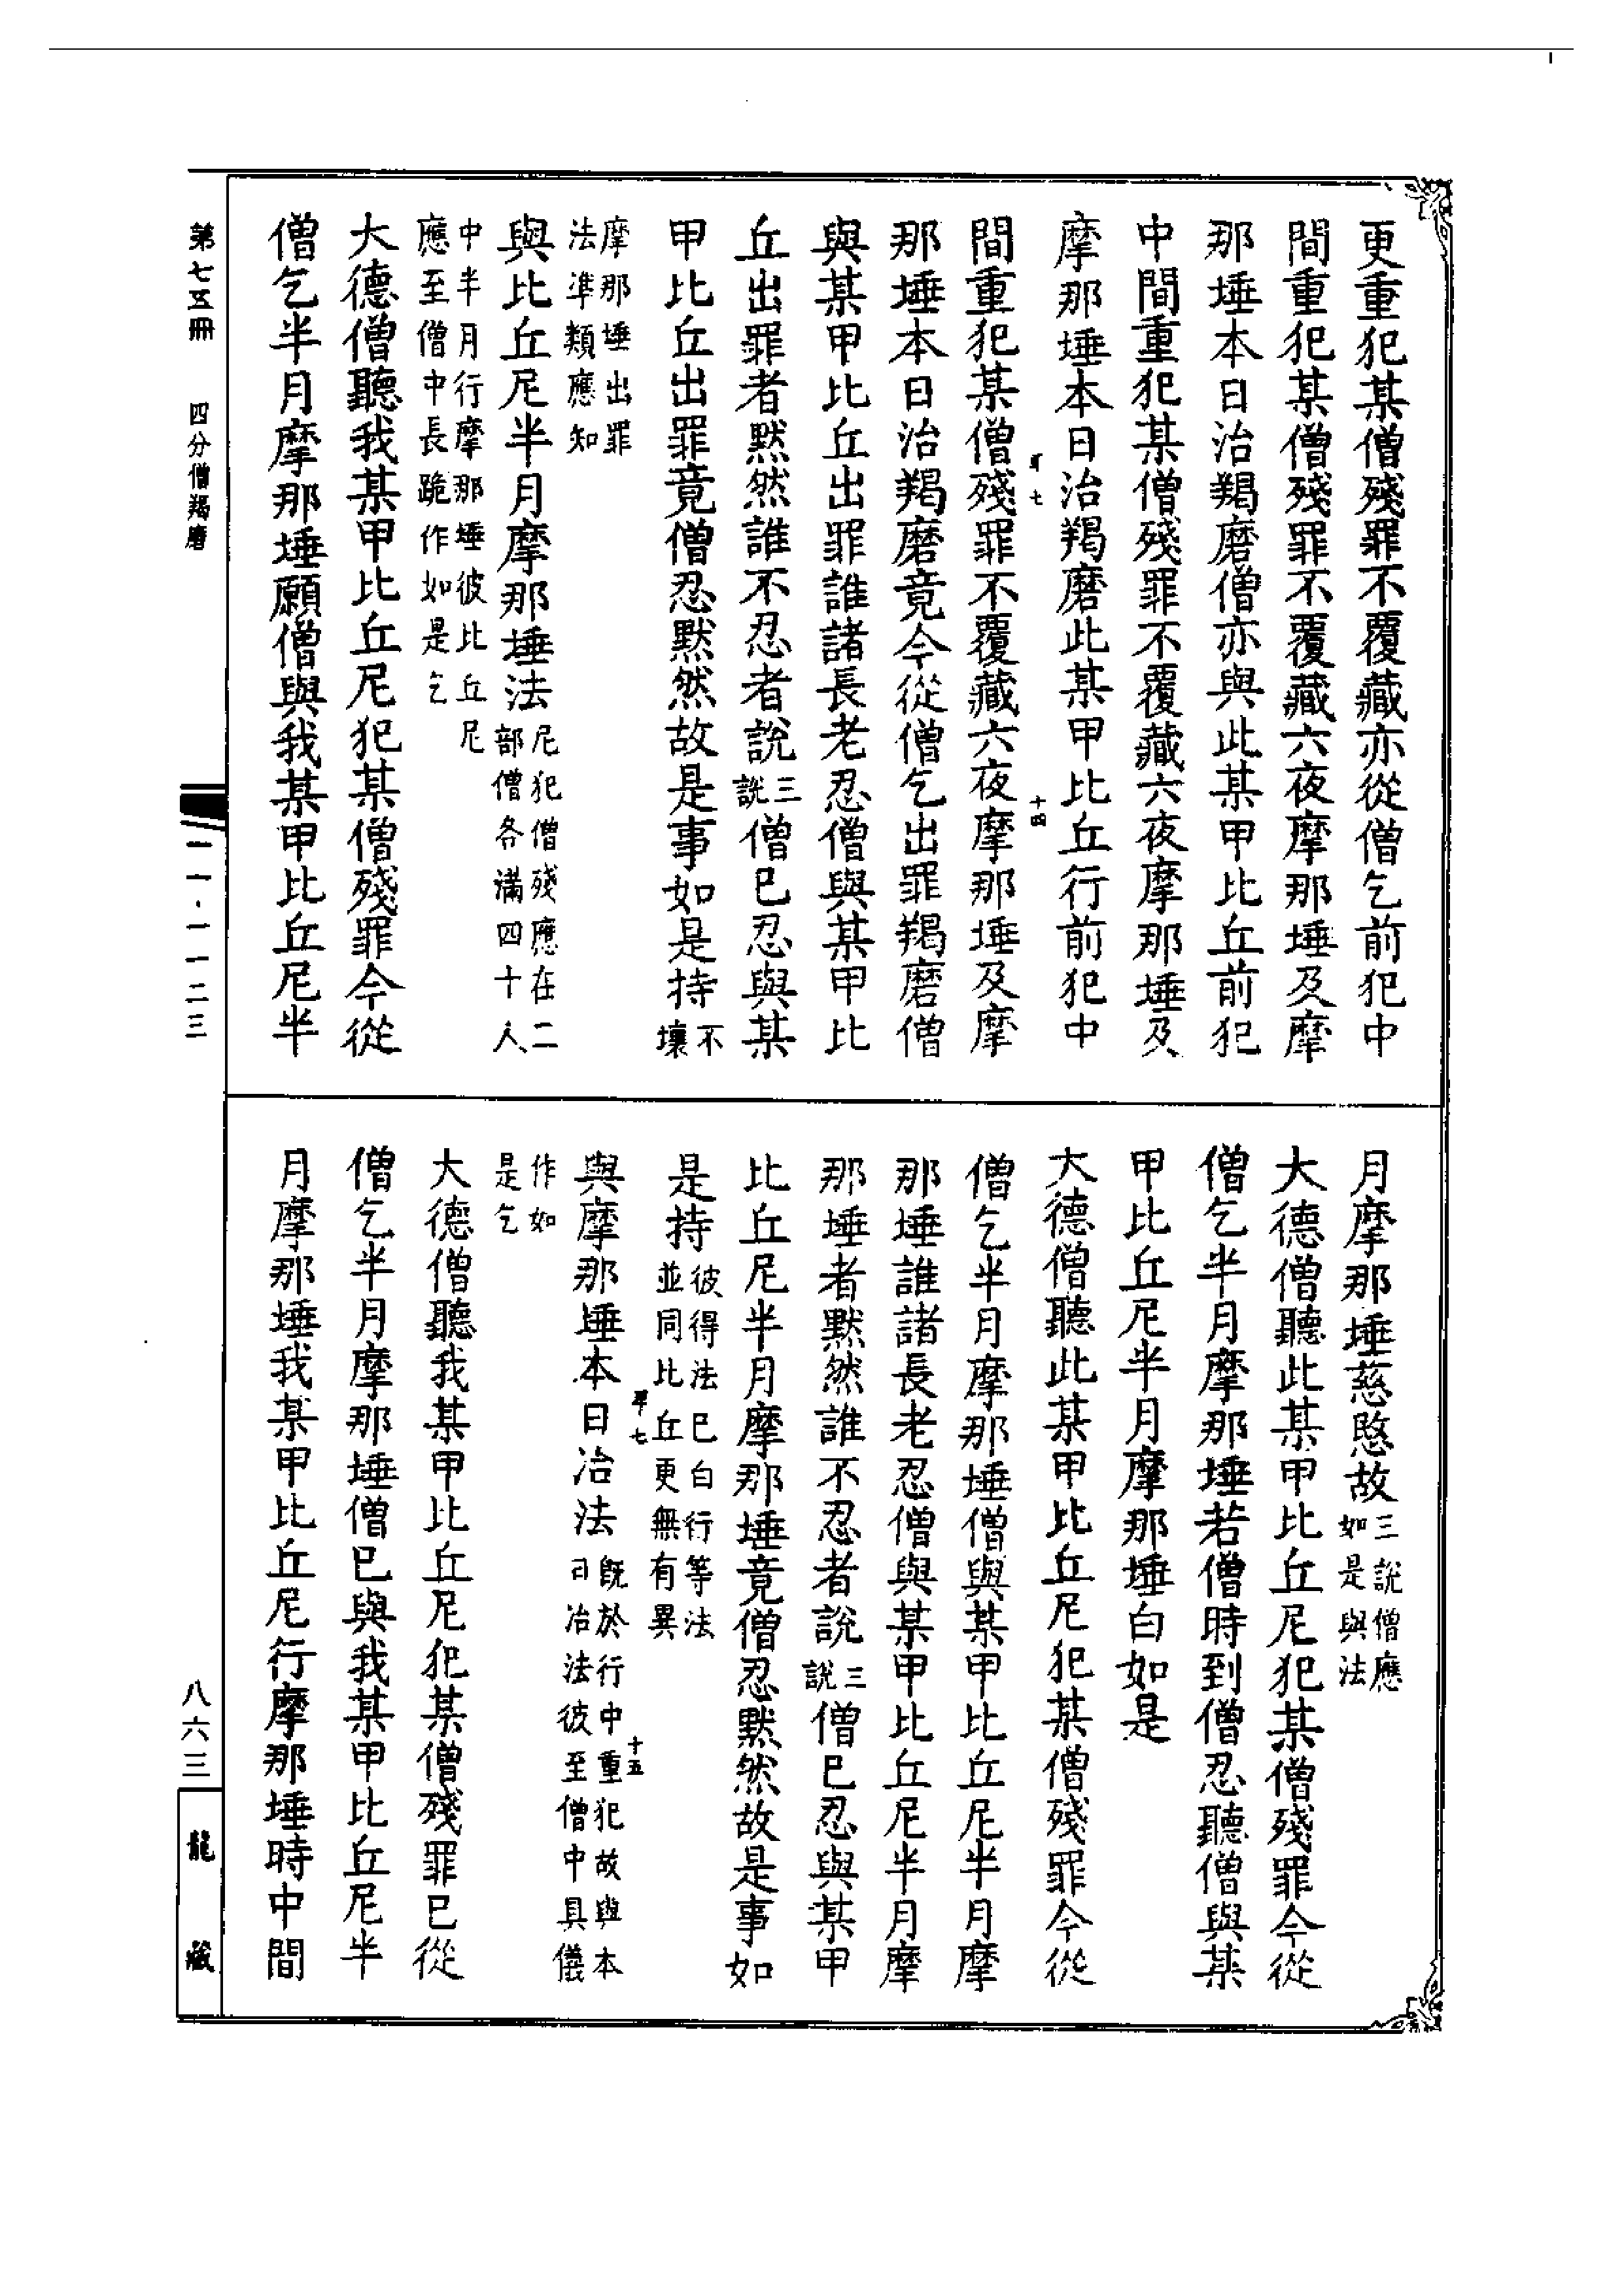 更重犯某僧殘罪不覆藏亦從僧乞前犯中
間重犯某僧殘罪不覆藏六夜摩那埵及摩
那埵本日治羯磨僧亦與此某甲比丘前犯
中間重犯某僧殘罪不覆藏六夜摩那埵及
摩那埵本日治羯磨此某甲比丘行前犯中
十四
間重犯某僧殘罪不覆藏六夜摩那埵及摩
那埵本日治羯磨竟今從僧乞出罪羯磨僧
與某甲比丘出罪誰諸長老忍僧與某甲比
丘出罪者默然誰不忍者說三說僧已忍與某
甲比丘出罪竟僧忍默然故是事如是持不壞
摩那埵出罪
法準類應知
與比丘尼半月摩那埵法尼犯僧殘應在二部僧各滿四十人
中半月行摩那埵彼比丘尼
應至僧中長跪作如是乞
大德僧聽我某甲比丘尼犯某僧殘罪今從
僧乞半月摩那埵願僧與我某甲比丘尼半
月摩那埵慈愍故三說僧應如是與法
大德僧聽此某甲比丘尼犯某僧殘罪今從
僧乞半月摩那埵若僧時到僧忍聽僧與某
甲比丘尼半月摩那埵白如是
大德僧聽此某甲比丘尼犯某僧殘罪今從
僧乞半月摩那埵僧與某甲比丘尼半月摩
那埵誰諸長老忍僧與某甲比丘尼半月摩
那埵者默然誰不忍者說三說僧已忍與某甲
比丘尼半月摩那埵竟僧忍默然故是事如
是持彼得法已白行等法並同比丘更無有異
十五
與摩那埵本日治法既於行中重犯故與本日治法彼至僧中具儀
作如
是乞
大德僧聽我某甲比丘尼犯某僧殘罪已從
僧乞半月摩那埵僧已與我某甲比丘尼半
月摩那埵我某甲比丘尼行摩那埵時中間
第七五冊 四分僧羯磨
一一一·一一二三
八六三
龍藏